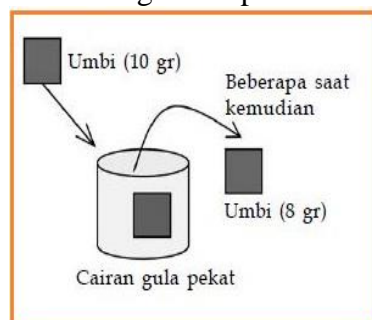 Umbi (10 gr)
Beberapa saat
kemudian
Umbi (8 gr)
Cairan gula pekat